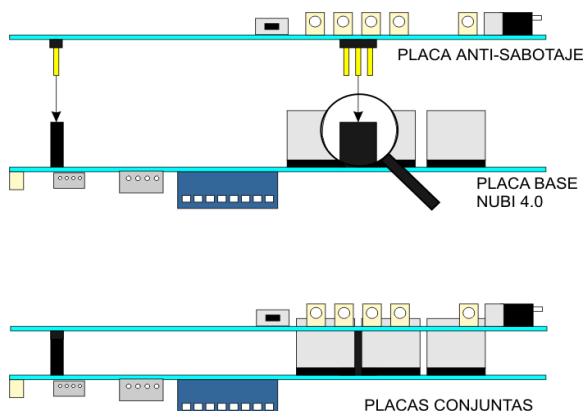 PLACA ANTI-SABOTAJE
PLACA BASE
NUBI 4.0
PLACAS CONJUNTAS